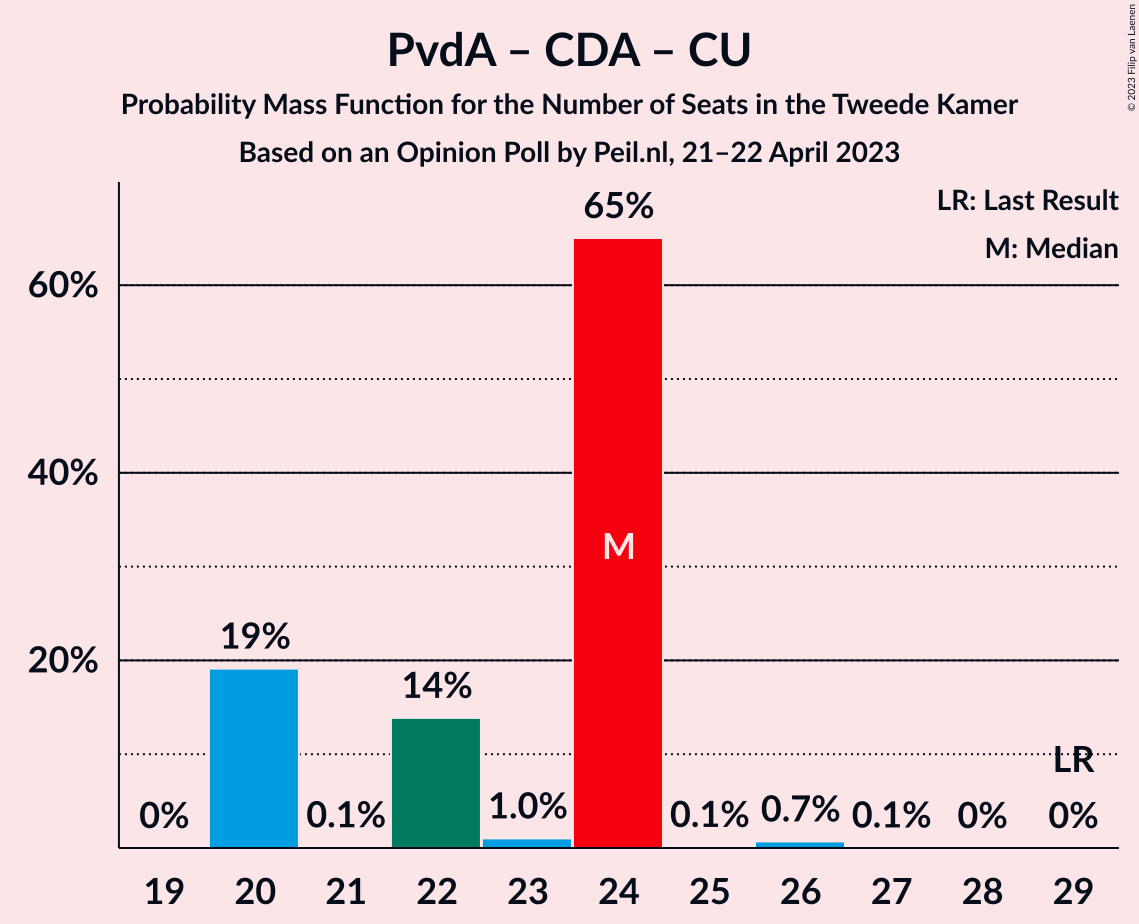 PvdA – CDA – CU
Probability Mass Function for the Number of Seats in the Tweede Kamer
Based on an Opinion Poll by Peil.nl, 21–22 April 2023
© 2023 Filip van Laenen
LR: Last Result
M: Median
60%
40%
20%
0%
19%
0.1%
14%
1.0%
65%
M
0.1%
0.7%
0.1%
0%
LR
0%
19 20 21 22 23 24 25 26 27 28 29